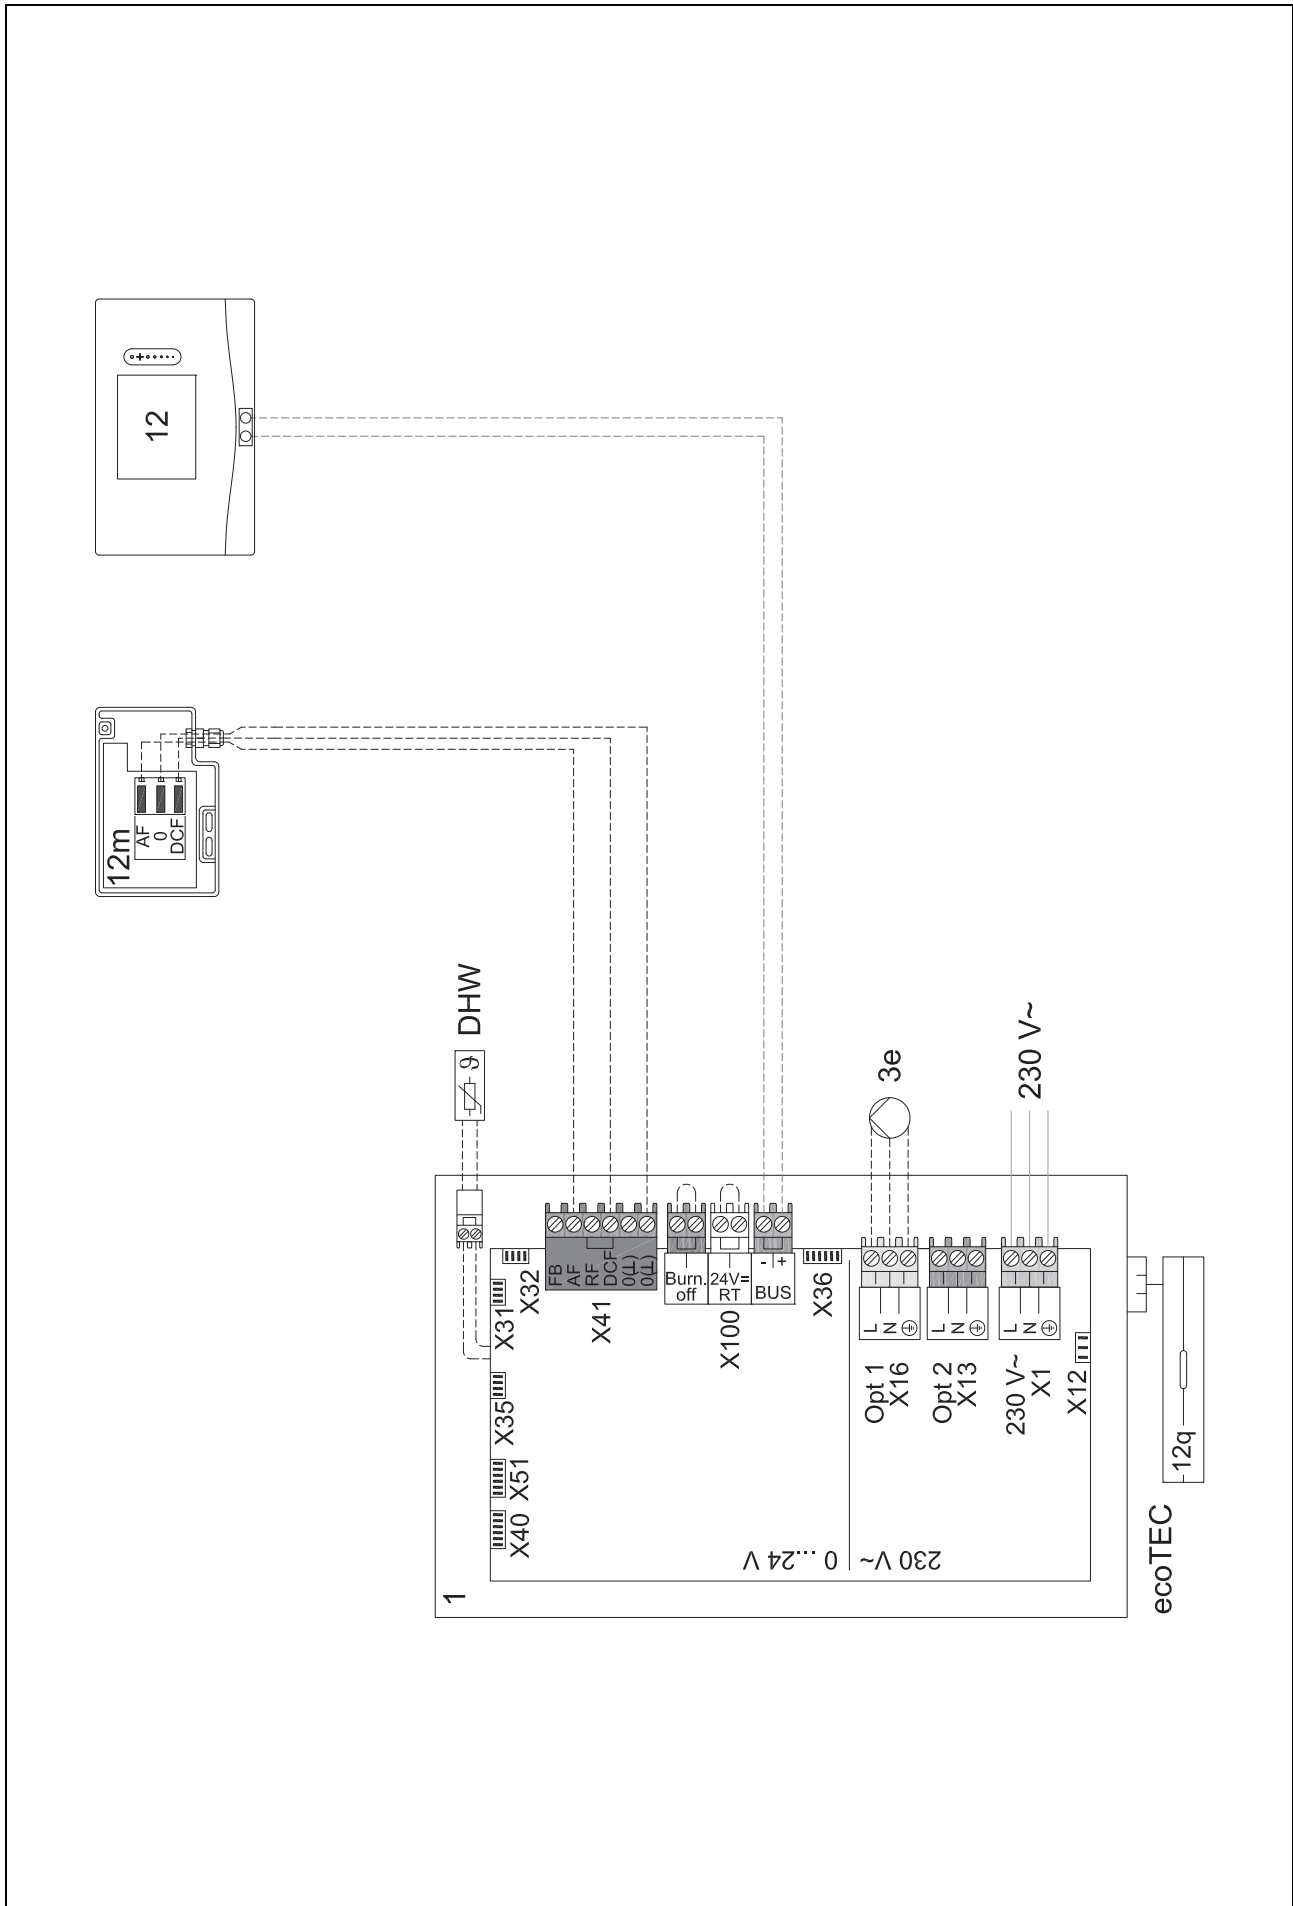 12
12m
AF
0
DCF
DHW
ϑ
3e
230 V~
1
X40
X51
X35
X31
X32
FB
AF
RF
DCF
0(⊥)
0(⊥)
X41
Burn.
off
24V=
RT
X100
- +
BUS
X36
L
N
Opt 1
X16
L
N
Opt 2
X13
L
N
230 V~
X1
X12
0 ...24 V
230 V~
ecoTEC
12q